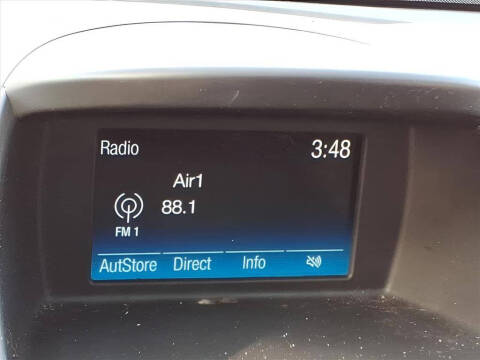 Radio 3:48
Air1
88.1
FM 1
AutStore Direct Info